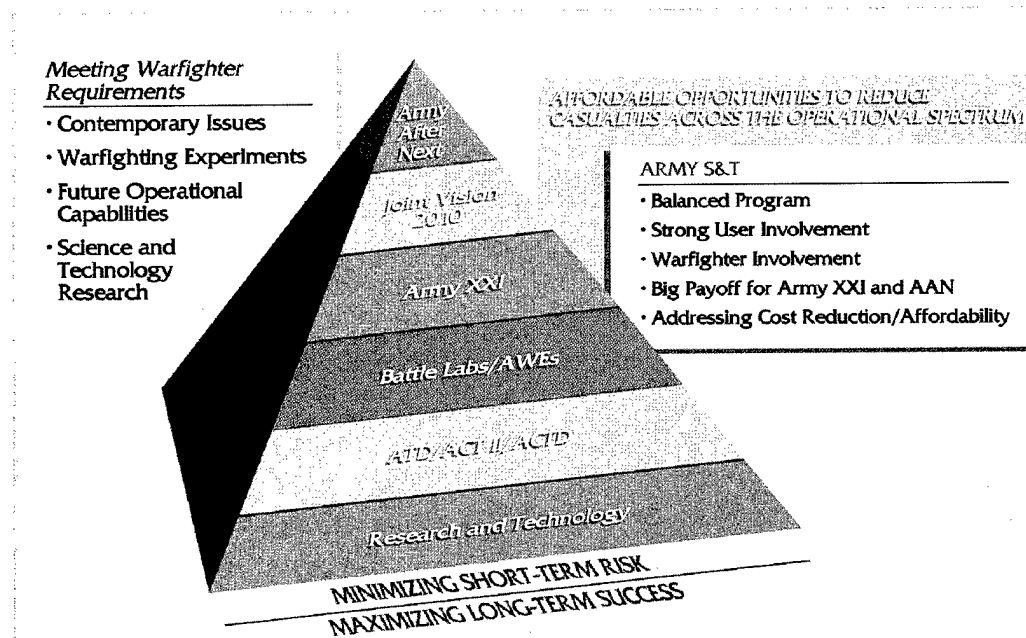 Meeting Warfighter
Requirements
· Contemporary Issues
· Warfighting Experiments
· Future Operational
Capabilities
· Science and
Technology
Research
Army
After
Next
Joint Vision
2010
Army XXI
Battle Labs/AWEs
ATD/ACT II/ACTD
Research and Technology
MINIMIZING SHORT-TERM RISK
MAXIMIZING LONG-TERM SUCCESS
AFFORDABLE OPPORTUNITIES TO REDUCE
CASUALTIES ACROSS THE OPERATIONAL SPECTRUM
ARMY S&T
· Balanced Program
· Strong User Involvement
· Warfighter Involvement
· Big Payoff for Army XXI and AAN
· Addressing Cost Reduction/Affordability